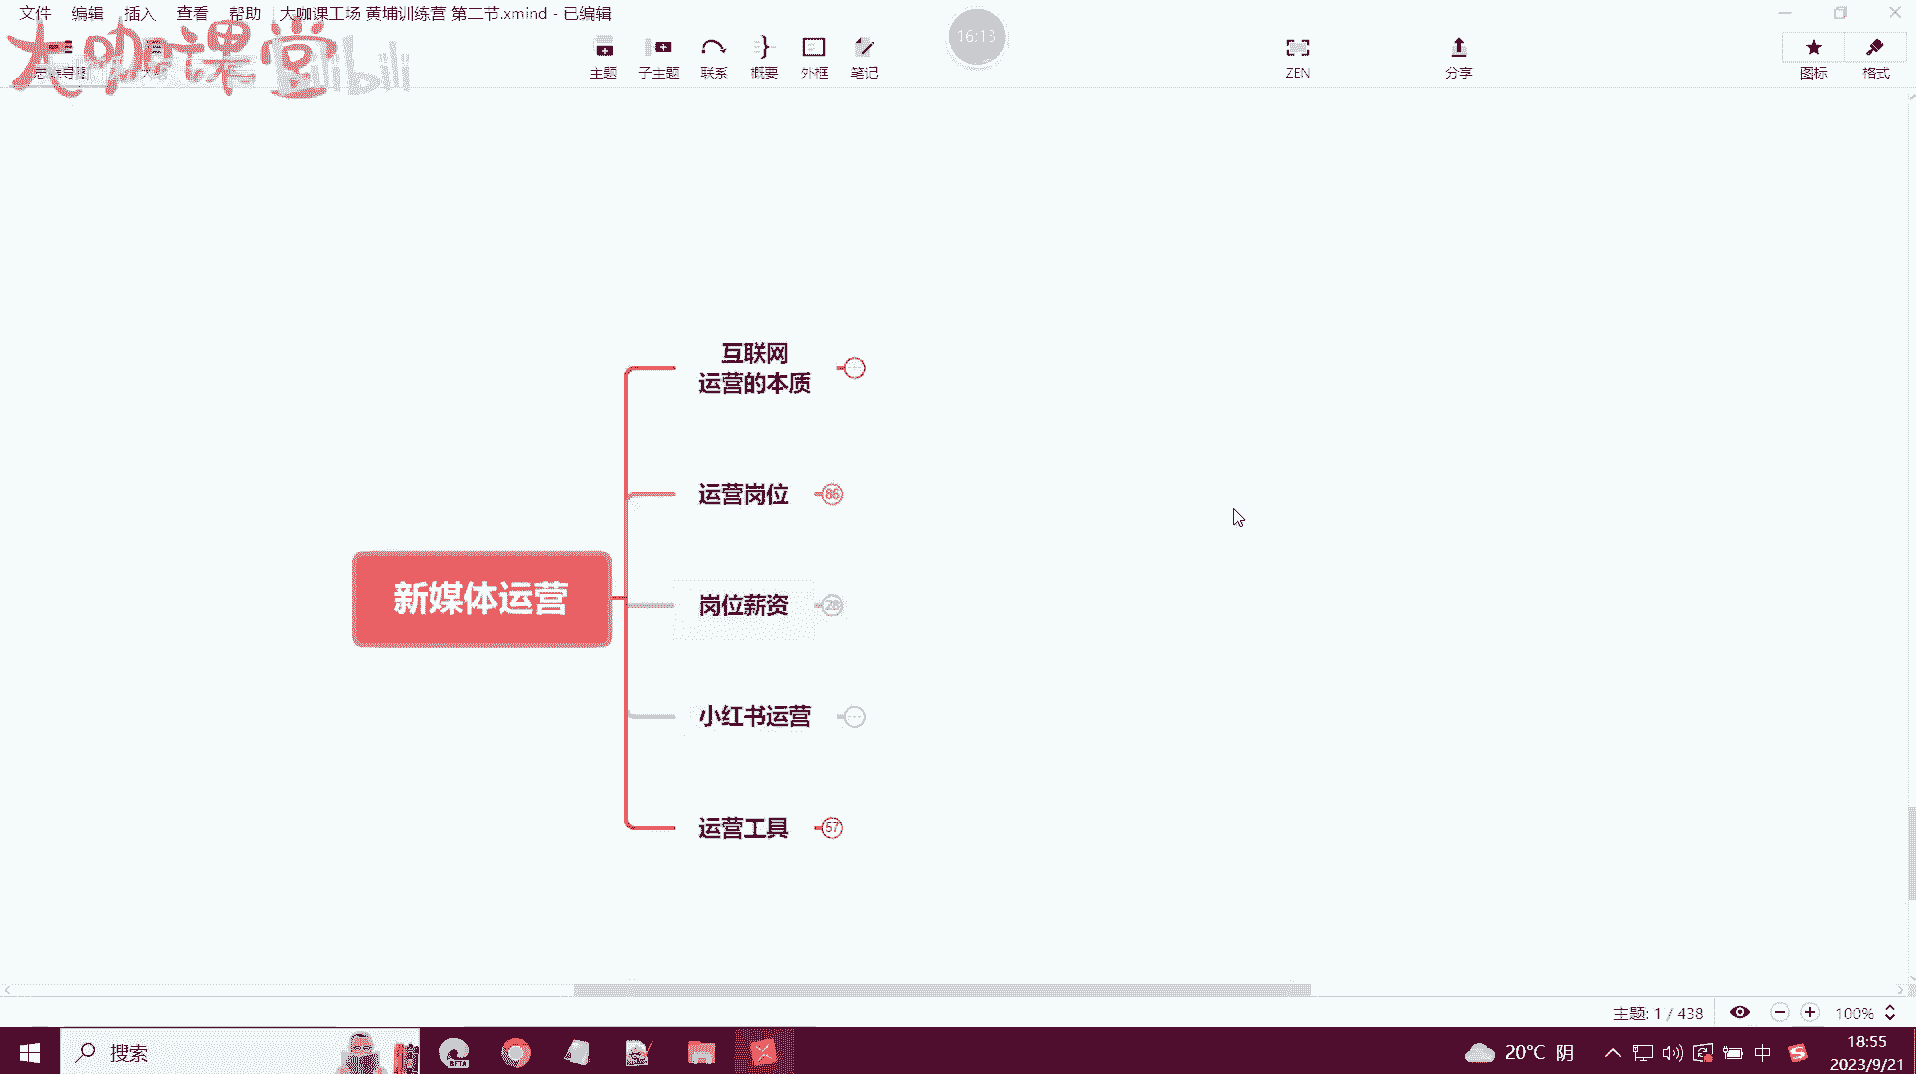 文件 编辑 插入 查看 帮助 大咖课工场 黄埔训练营 第二节.xmind - 已编辑
大咖课堂
bilibili
主题 子主题 联系 概要 外框 笔记
16:13
ZEN
分享
图标 格式
互联网
运营的本质
运营岗位 86
新媒体运营
岗位薪资 28
小红书运营
运营工具 57
主题: 1 / 438
100%
搜索
BETA
20°C 阴
中
18:55
2023/9/21